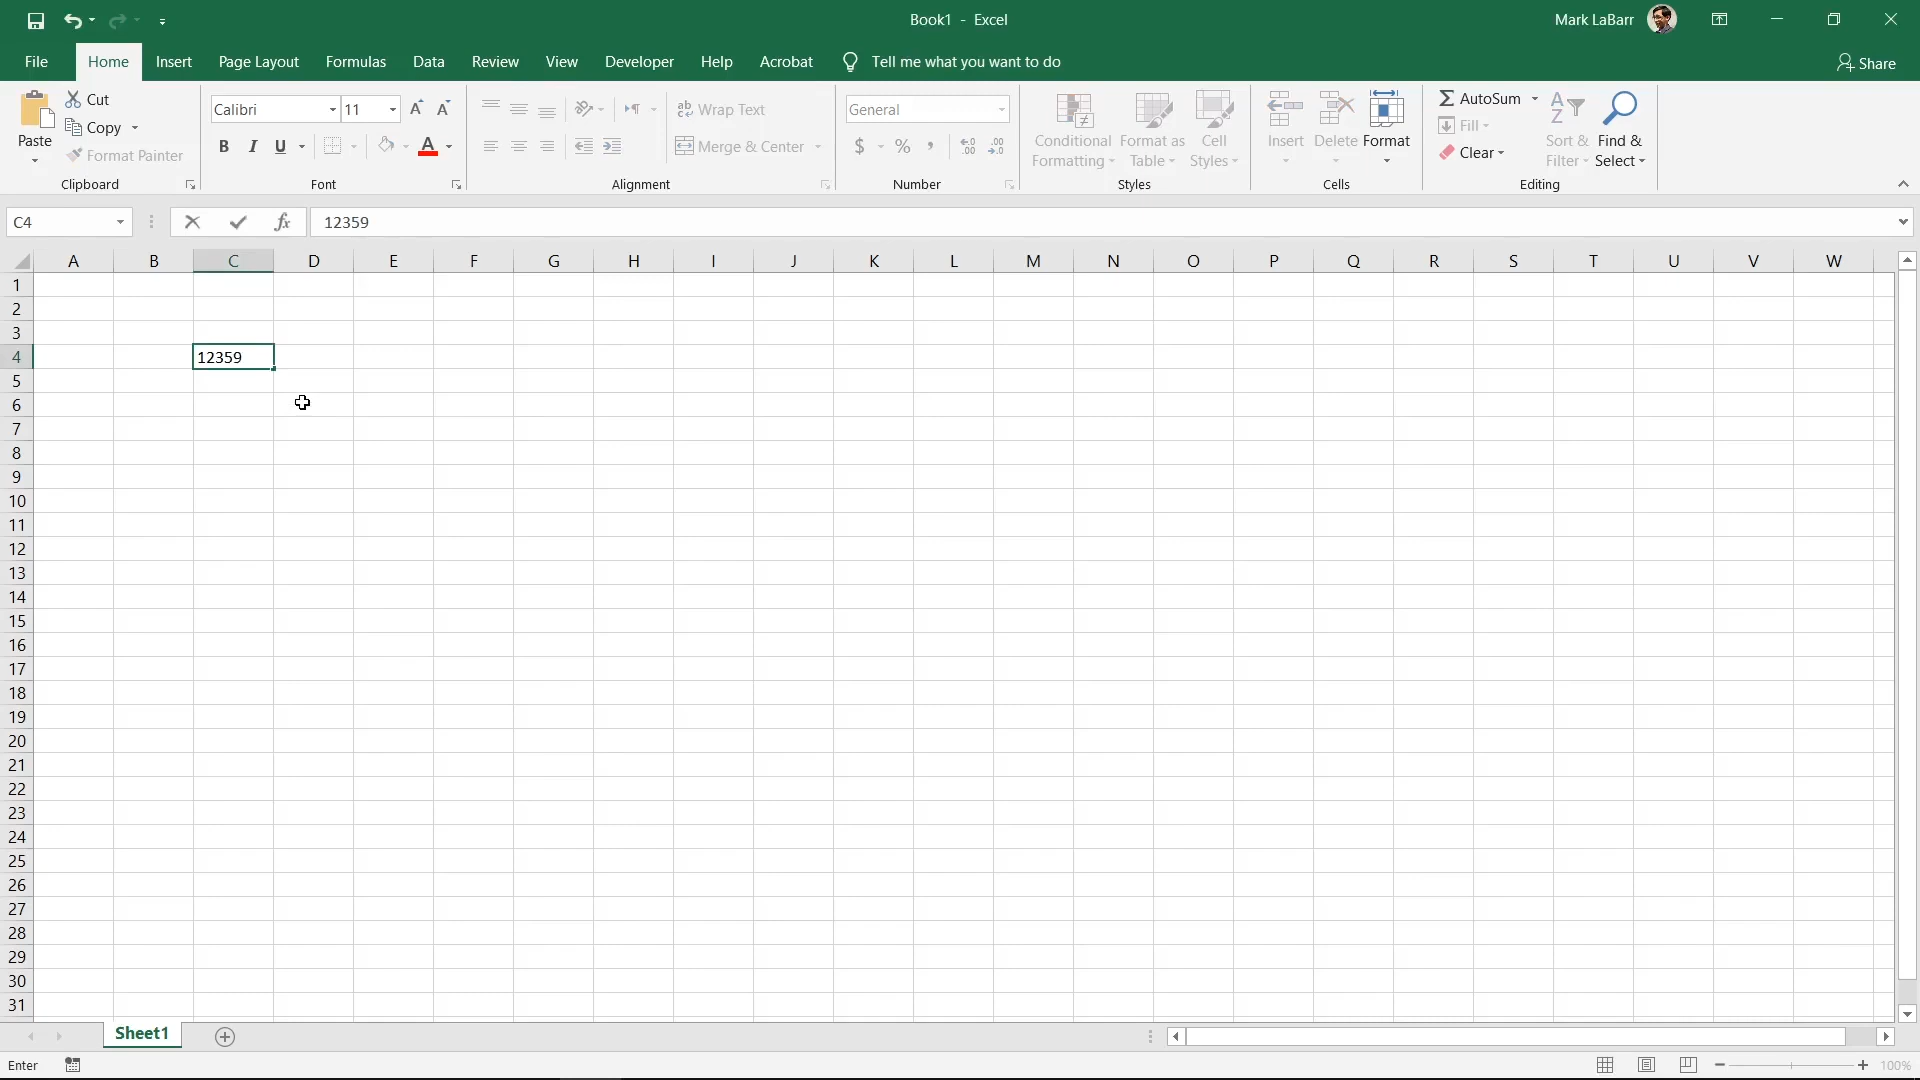 Book1 - Excel
Mark LaBarr
File Home Insert Page Layout Formulas Data Review View Developer Help Acrobat Tell me what you want to do Share
Paste
Cut
Copy
Format Painter
Clipboard
Calibri 11
B I U A
Font
ab Wrap Text
Merge & Center
Alignment
General
$ % , .00 .00
Number
Conditional Formatting
Format as Table
Cell Styles
Styles
Insert
Delete
Format
Cells
AutoSum
Fill
Clear
Sort & Filter
Find & Select
Editing
C4 fx 12359
A B C D E F G H I J K L M N O P Q R S T U V W
1
2
3
4 12359
5
6
7
8
9
10
11
12
13
14
15
16
17
18
19
20
21
22
23
24
25
26
27
28
29
30
31
Sheet1
Enter 100%